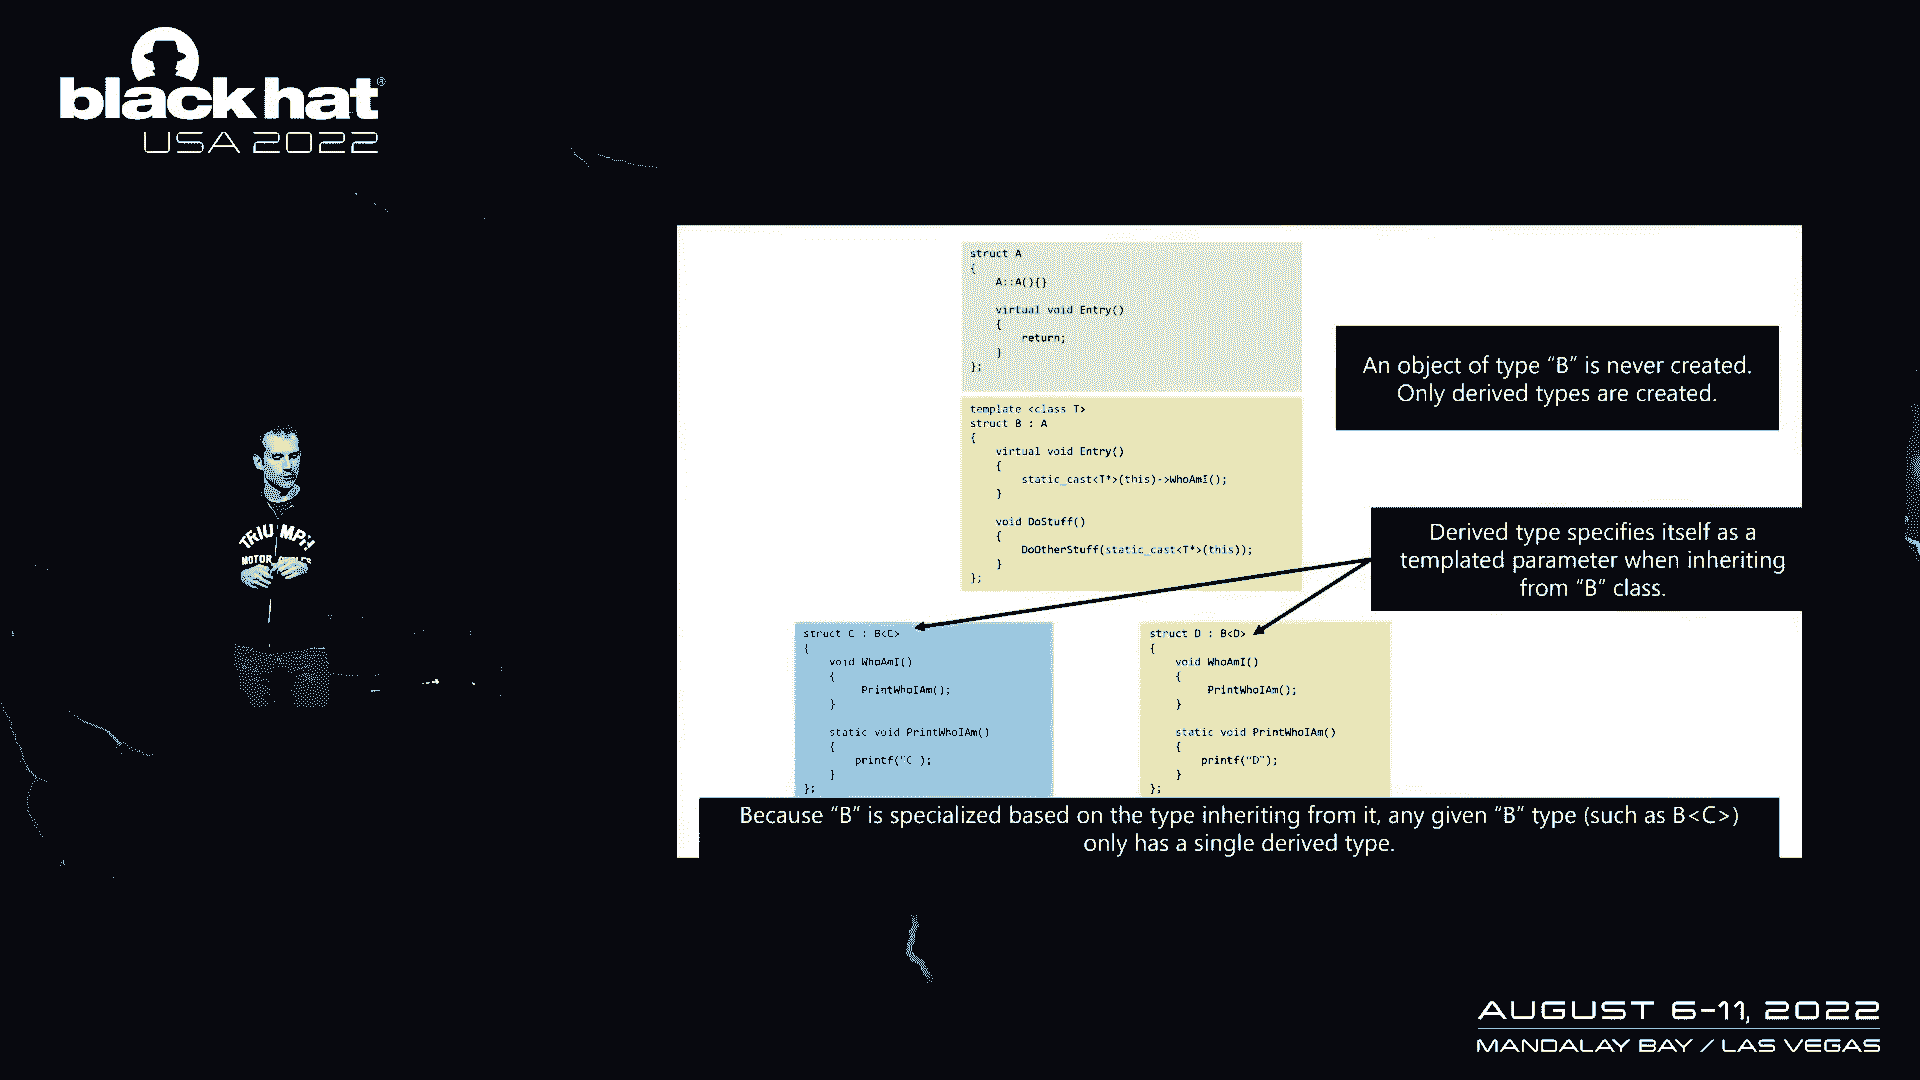 black hat®
USA 2022
TRIUMPH
MOTOR
struct A
{
A::A(){}
virtual void Entry()
{
return;
}
};
An object of type “B” is never created.
Only derived types are created.
template <class T>
struct B : A
{
virtual void Entry()
{
static_cast<T*>(this)->WhoAmI();
}
void DoStuff()
{
DoOtherStuff(static_cast<T*>(this));
}
};
Derived type specifies itself as a
templated parameter when inheriting
from “B” class.
struct C : B<C>
{
void WhoAmI()
{
PrintWhoIAm();
}
static void PrintWhoIAm()
{
printf("C );
}
};
struct D : B<D>
{
void WhoAmI()
{
PrintWhoIAm();
}
static void PrintWhoIAm()
{
printf("D");
}
};
Because “B” is specialized based on the type inheriting from it, any given “B” type (such as B<C>)
only has a single derived type.
AUGUST 6-11, 2022
MANDALAY BAY / LAS VEGAS